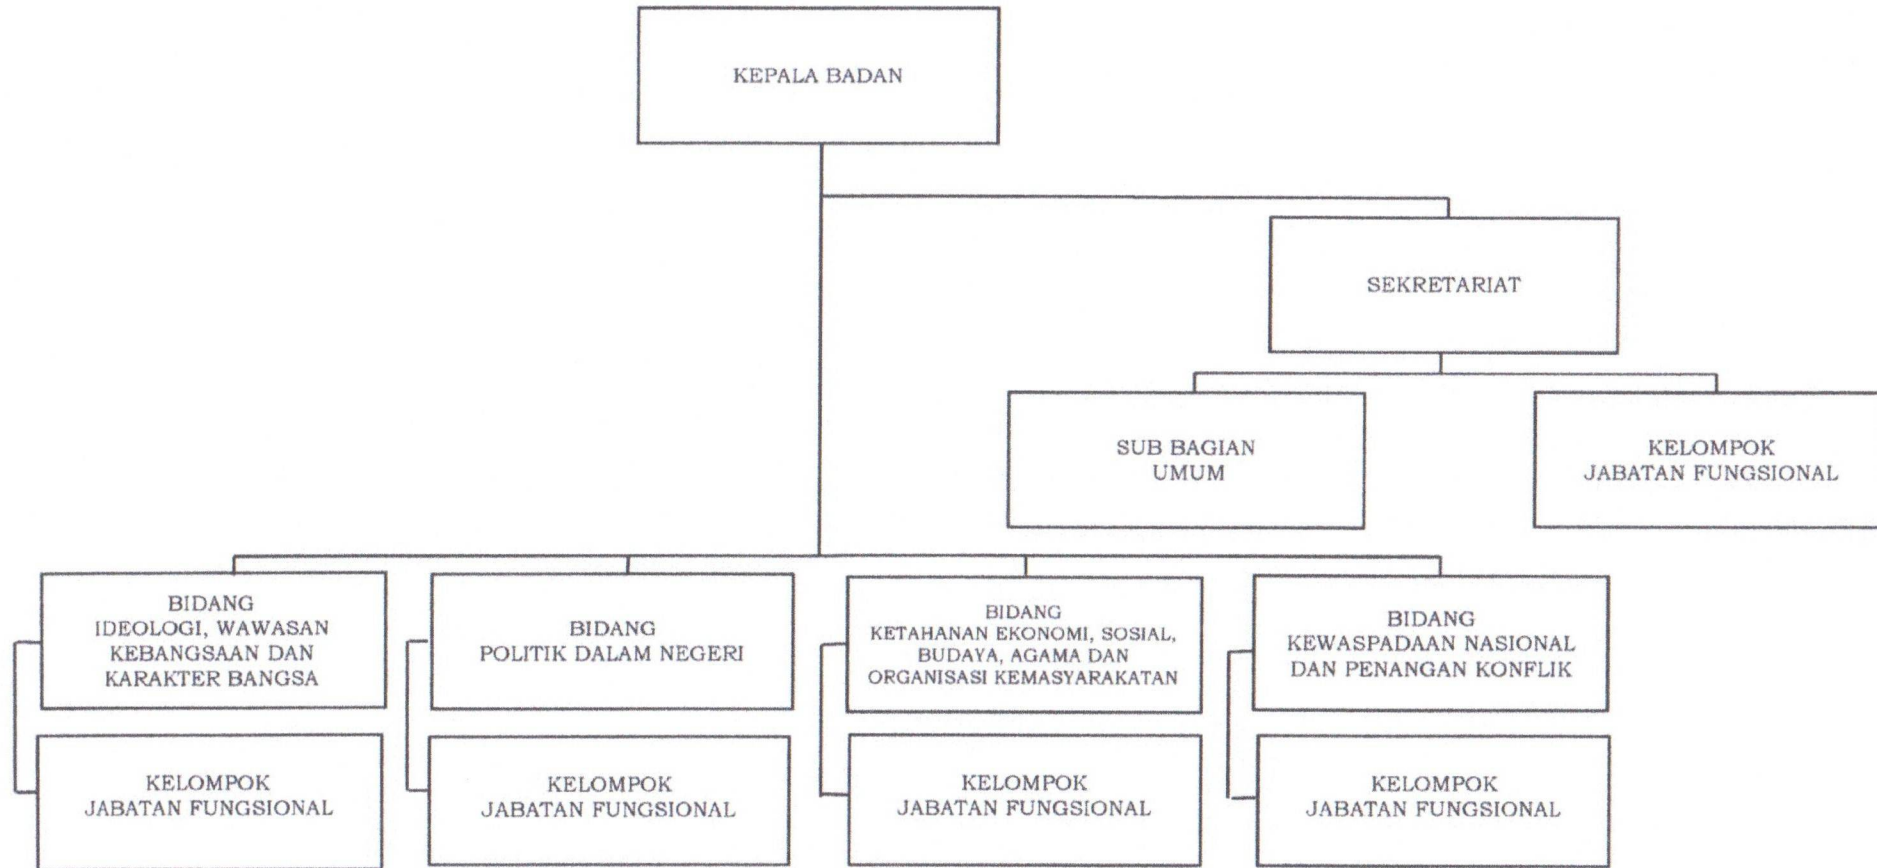 KEPALA BADAN
SEKRETARIAT
SUB BAGIAN
UMUM
KELOMPOK
JABATAN FUNGSIONAL
BIDANG
IDEOLOGI, WAWASAN
KEBANGSAAN DAN
KARAKTER BANGSA
BIDANG
POLITIK DALAM NEGERI
BIDANG
KETAHANAN EKONOMI, SOSIAL,
BUDAYA, AGAMA DAN
ORGANISASI KEMASYARAKATAN
BIDANG
KEWASPADAAN NASIONAL
DAN PENANGAN KONFLIK
KELOMPOK
JABATAN FUNGSIONAL
KELOMPOK
JABATAN FUNGSIONAL
KELOMPOK
JABATAN FUNGSIONAL
KELOMPOK
JABATAN FUNGSIONAL